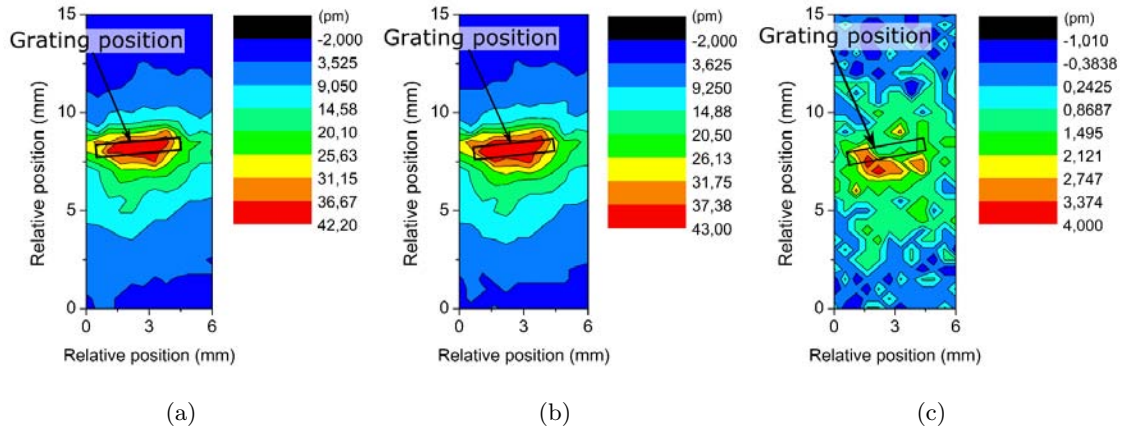 (pm)
-2,000
3,525
9,050
14,58
20,10
25,63
31,15
36,67
42,20
Grating position
15
10
5
0
0 3 6
Relative position (mm)
Relative position (mm)
(a)
(pm)
-2,000
3,625
9,250
14,88
20,50
26,13
31,75
37,38
43,00
Grating position
15
10
5
0
0 3 6
Relative position (mm)
Relative position (mm)
(b)
(pm)
-1,010
-0,3838
0,2425
0,8687
1,495
2,121
2,747
3,374
4,000
Grating position
15
10
5
0
0 3 6
Relative position (mm)
Relative position (mm)
(c)